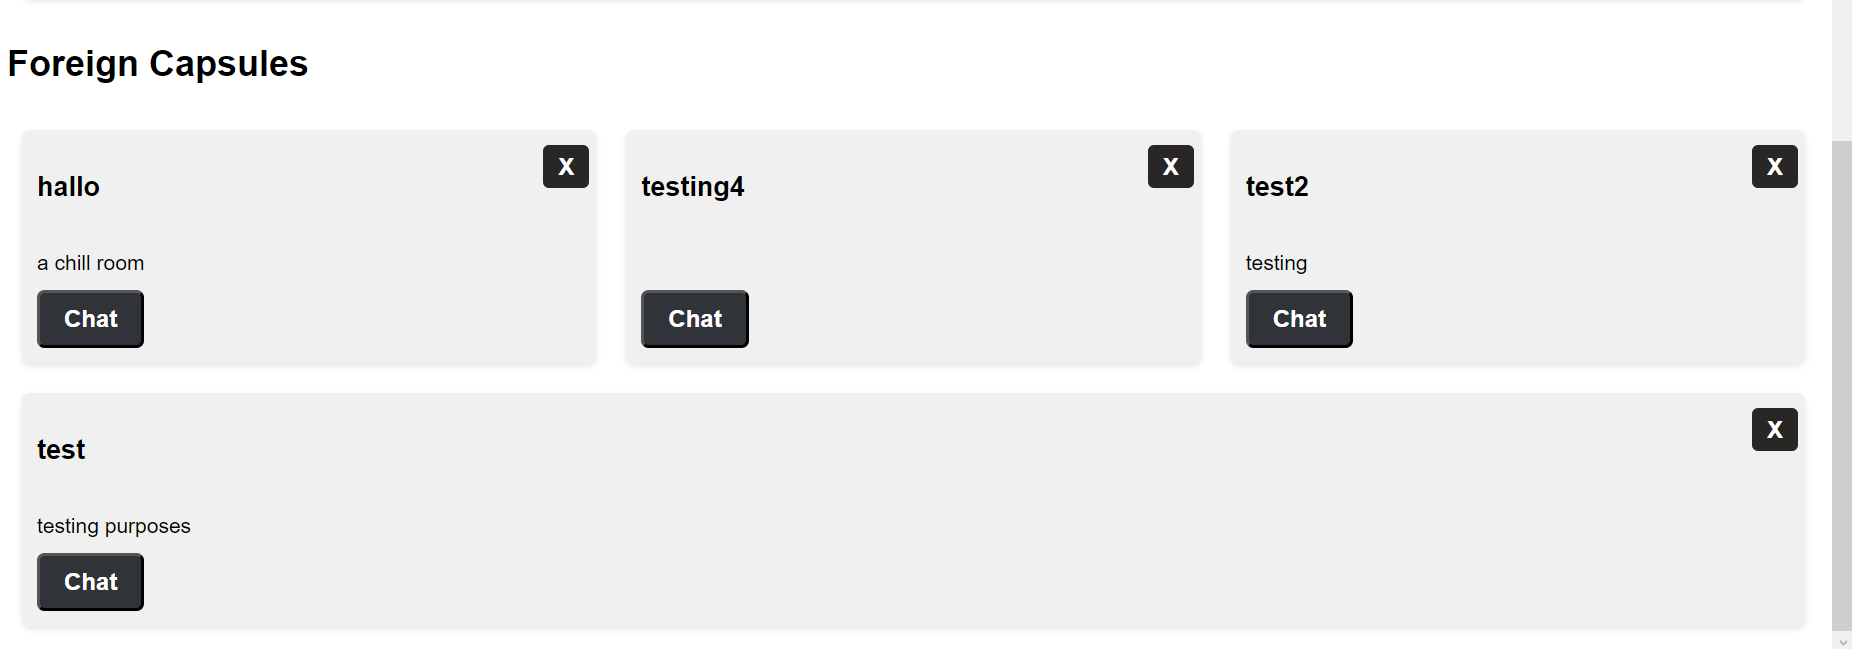 Foreign Capsules
hallo
X
a chill room
Chat
testing4
X
Chat
test2
X
testing
Chat
test
X
testing purposes
Chat